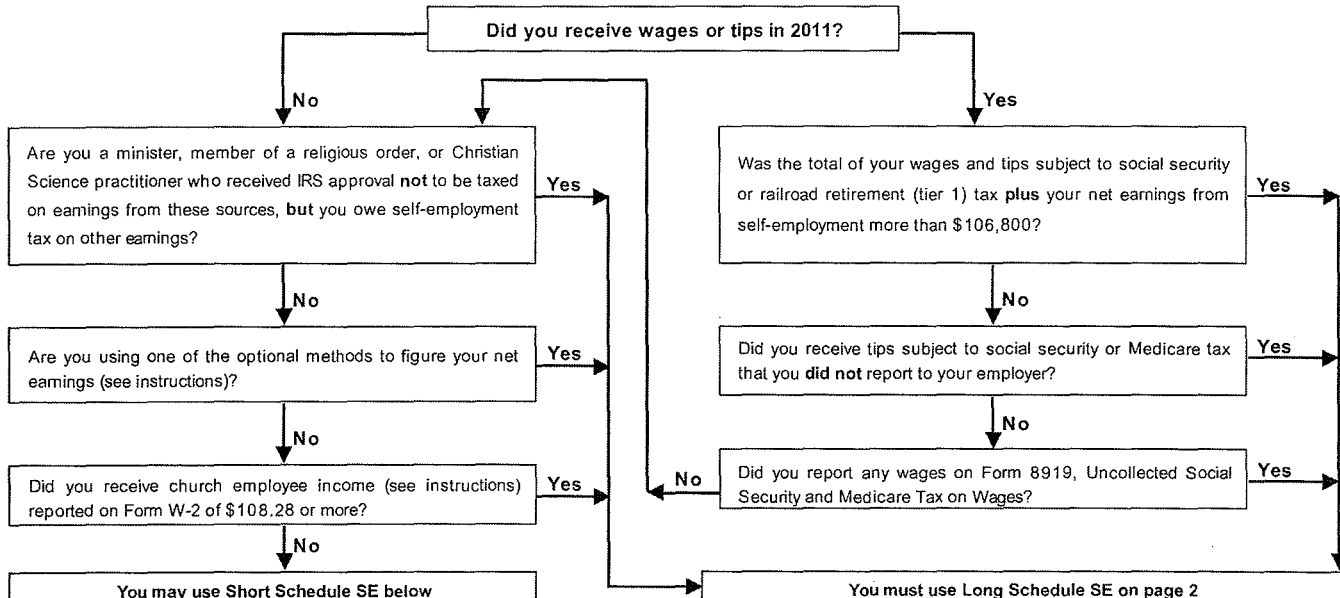 Did you receive wages or tips in 2011?
No
Yes
Are you a minister, member of a religious order, or Christian
Science practitioner who received IRS approval not to be taxed
on earnings from these sources, but you owe self-employment
tax on other earnings?
Yes
Was the total of your wages and tips subject to social security
or railroad retirement (tier 1) tax plus your net earnings from
self-employment more than $106,800?
Yes
No
No
Are you using one of the optional methods to figure your net
earnings (see instructions)?
Yes
Did you receive tips subject to social security or Medicare tax
that you did not report to your employer?
Yes
No
No
Did you receive church employee income (see instructions)
reported on Form W-2 of $108.28 or more?
Yes
No
Did you report any wages on Form 8919, Uncollected Social
Security and Medicare Tax on Wages?
Yes
No
You may use Short Schedule SE below
You must use Long Schedule SE on page 2